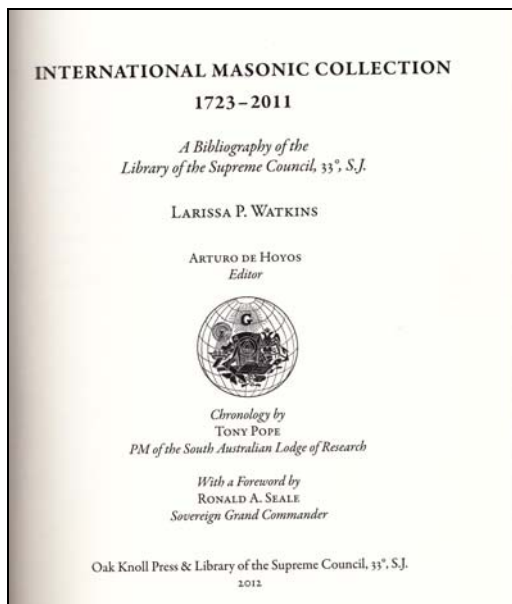 INTERNATIONAL MASONIC COLLECTION
1723–2011
A Bibliography of the
Library of the Supreme Council, 33°, S.J.
LARISSA P. WATKINS
ARTURO DE HOYOS
Editor
G
Chronology by
TONY POPE
PM of the South Australian Lodge of Research
With a Foreword by
RONALD A. SEALE
Sovereign Grand Commander
Oak Knoll Press & Library of the Supreme Council, 33°, S.J.
2012